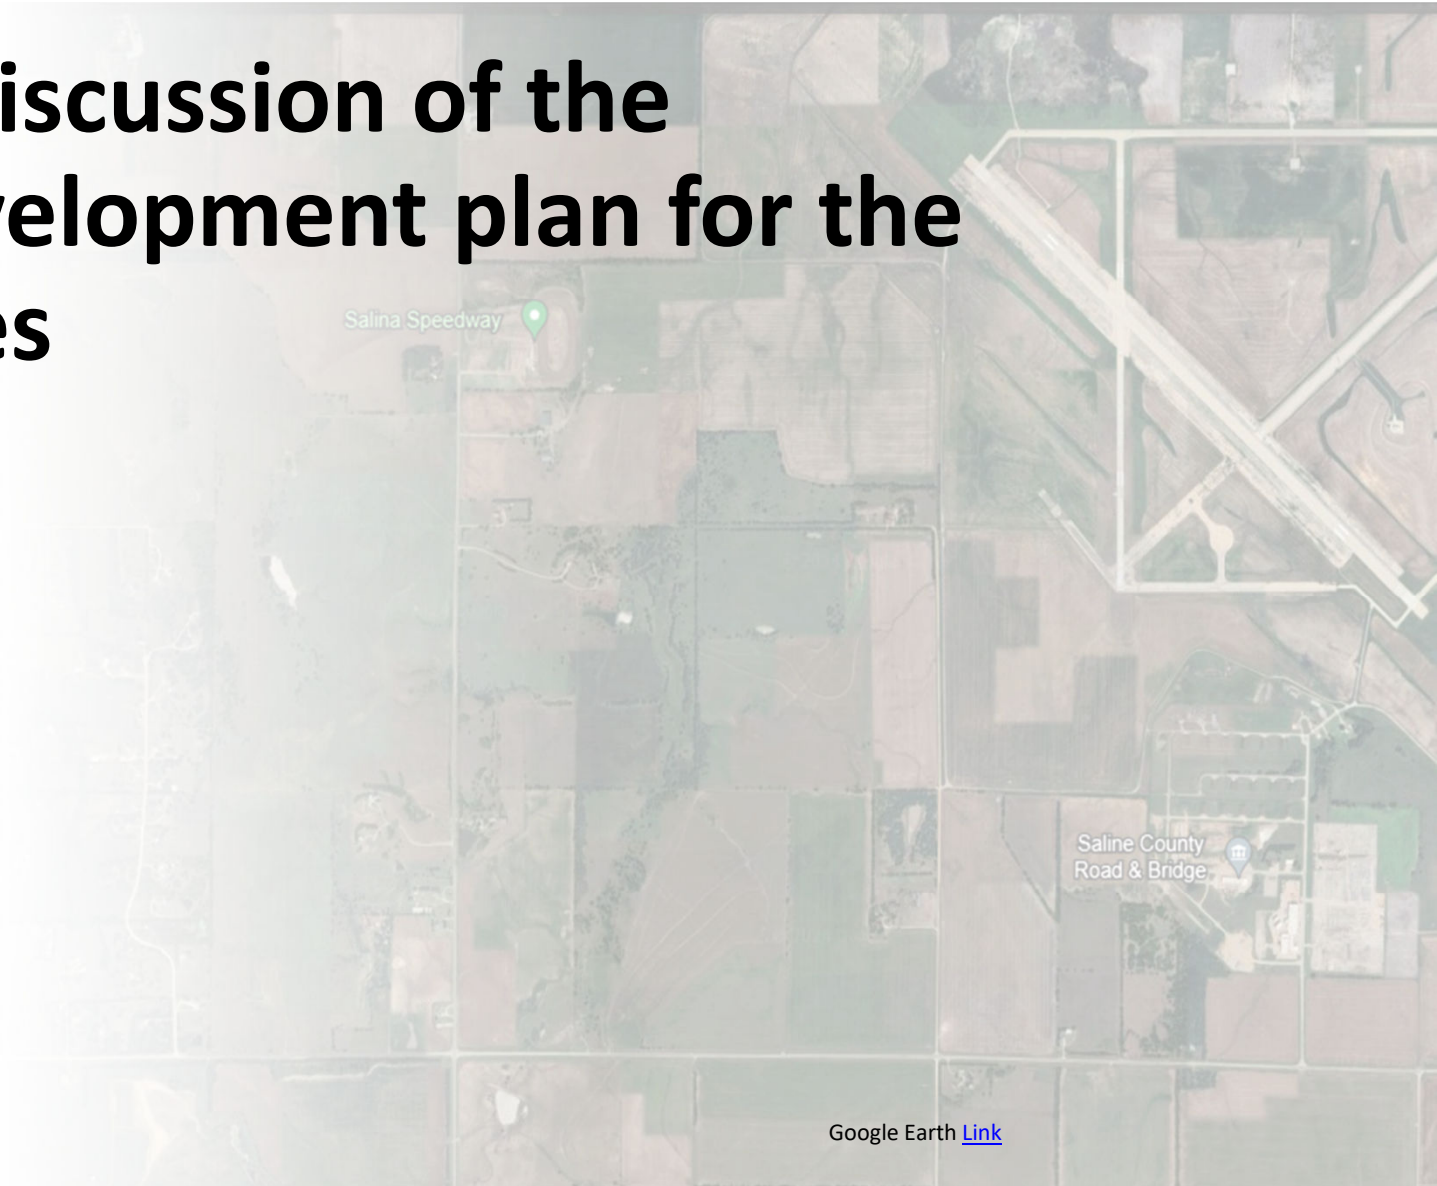 iscussion of the
velopment plan for the
es
Salina Speedway
Saline County
Road & Bridge
Google Earth Link